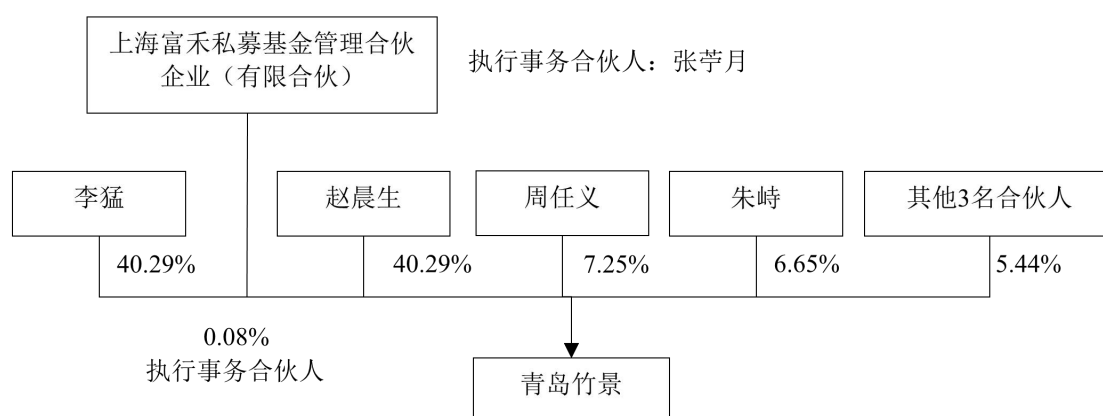 上海富禾私募基金管理合伙
企业（有限合伙）
执行事务合伙人：张苧月
李猛
赵晨生
周任义
朱峙
其他3名合伙人
40.29%
40.29%
7.25%
6.65%
5.44%
0.08%
执行事务合伙人
青岛竹景